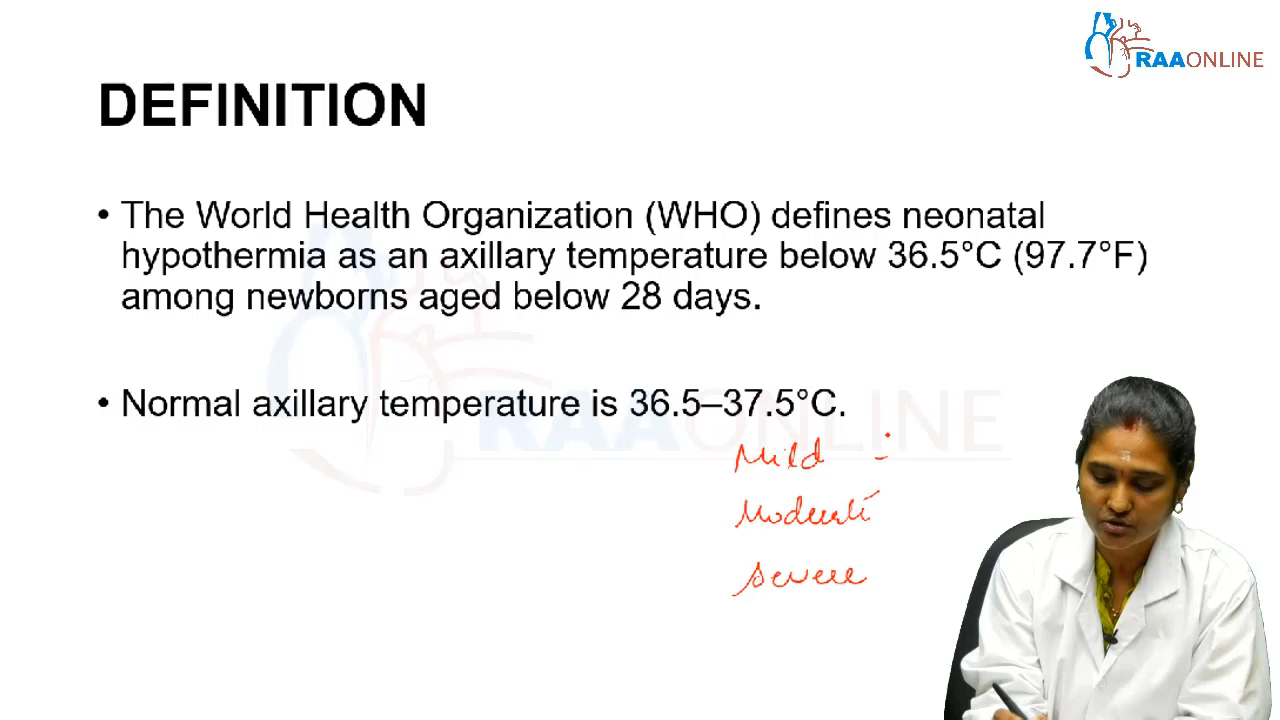 RAAONLINE
DEFINITION
• The World Health Organization (WHO) defines neonatal
hypothermia as an axillary temperature below 36.5°C (97.7°F)
among newborns aged below 28 days.
• Normal axillary temperature is 36.5–37.5°C.
RAAONLINE
Mild :
Moderate
Severe